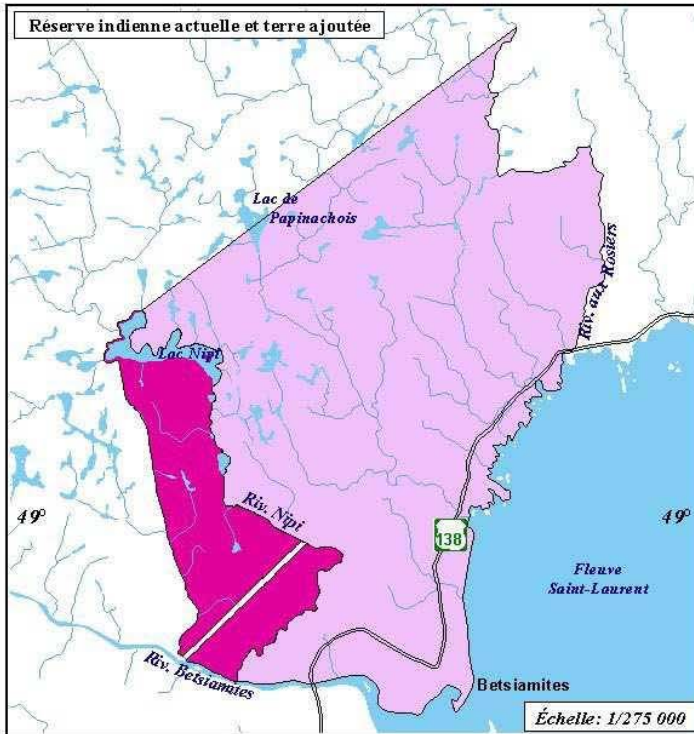 Réserve indienne actuelle et terre ajoutée
Lac de
Papinachois
Riv. aux Rosiers
Lac Nipi
49°
Riv. Nipi
138
49°
Fleuve
Saint-Laurent
Riv. Betsiamites
Betsiamites
Échelle: 1/275 000